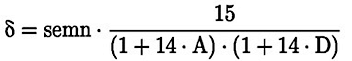 δ = semn · 15 / ((1 + 14 · A) · (1 + 14 · D))